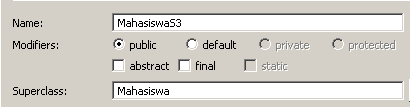 Name: MahasiswaS3
Modifiers: public default private protected
abstract final static
Superclass: Mahasiswa